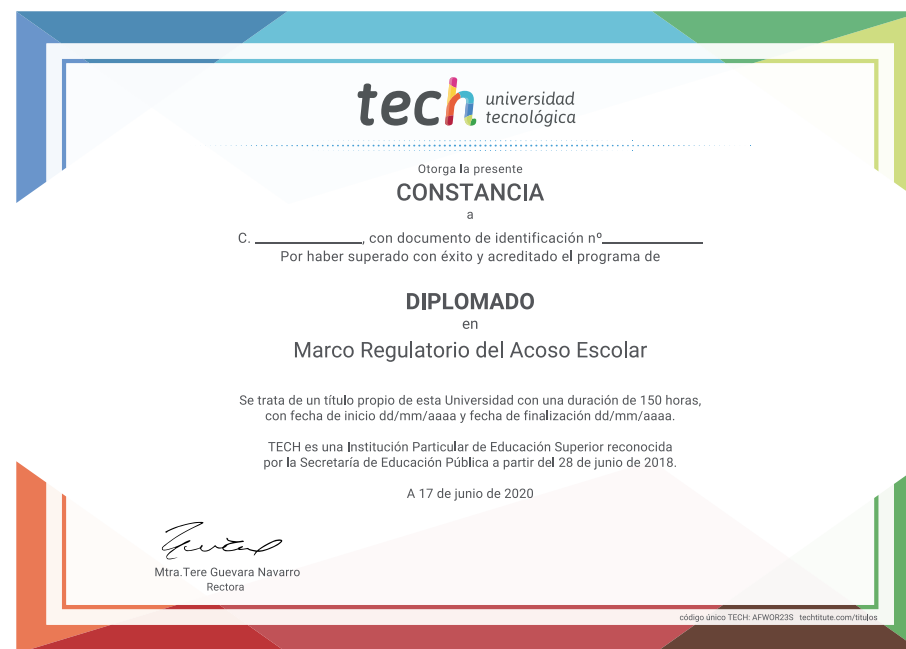 tech universidad
tecnológica
Otorga la presente
CONSTANCIA
a
C. ____________, con documento de identificación nº____________
Por haber superado con éxito y acreditado el programa de
DIPLOMADO
en
Marco Regulatorio del Acoso Escolar
Se trata de un título propio de esta Universidad con una duración de 150 horas,
con fecha de inicio dd/mm/aaaa y fecha de finalización dd/mm/aaaa.
TECH es una Institución Particular de Educación Superior reconocida
por la Secretaría de Educación Pública a partir del 28 de junio de 2018.
A 17 de junio de 2020
Mtra.Tere Guevara Navarro
Rectora
código único TECH: AFWOR23S techtitute.com/titulos